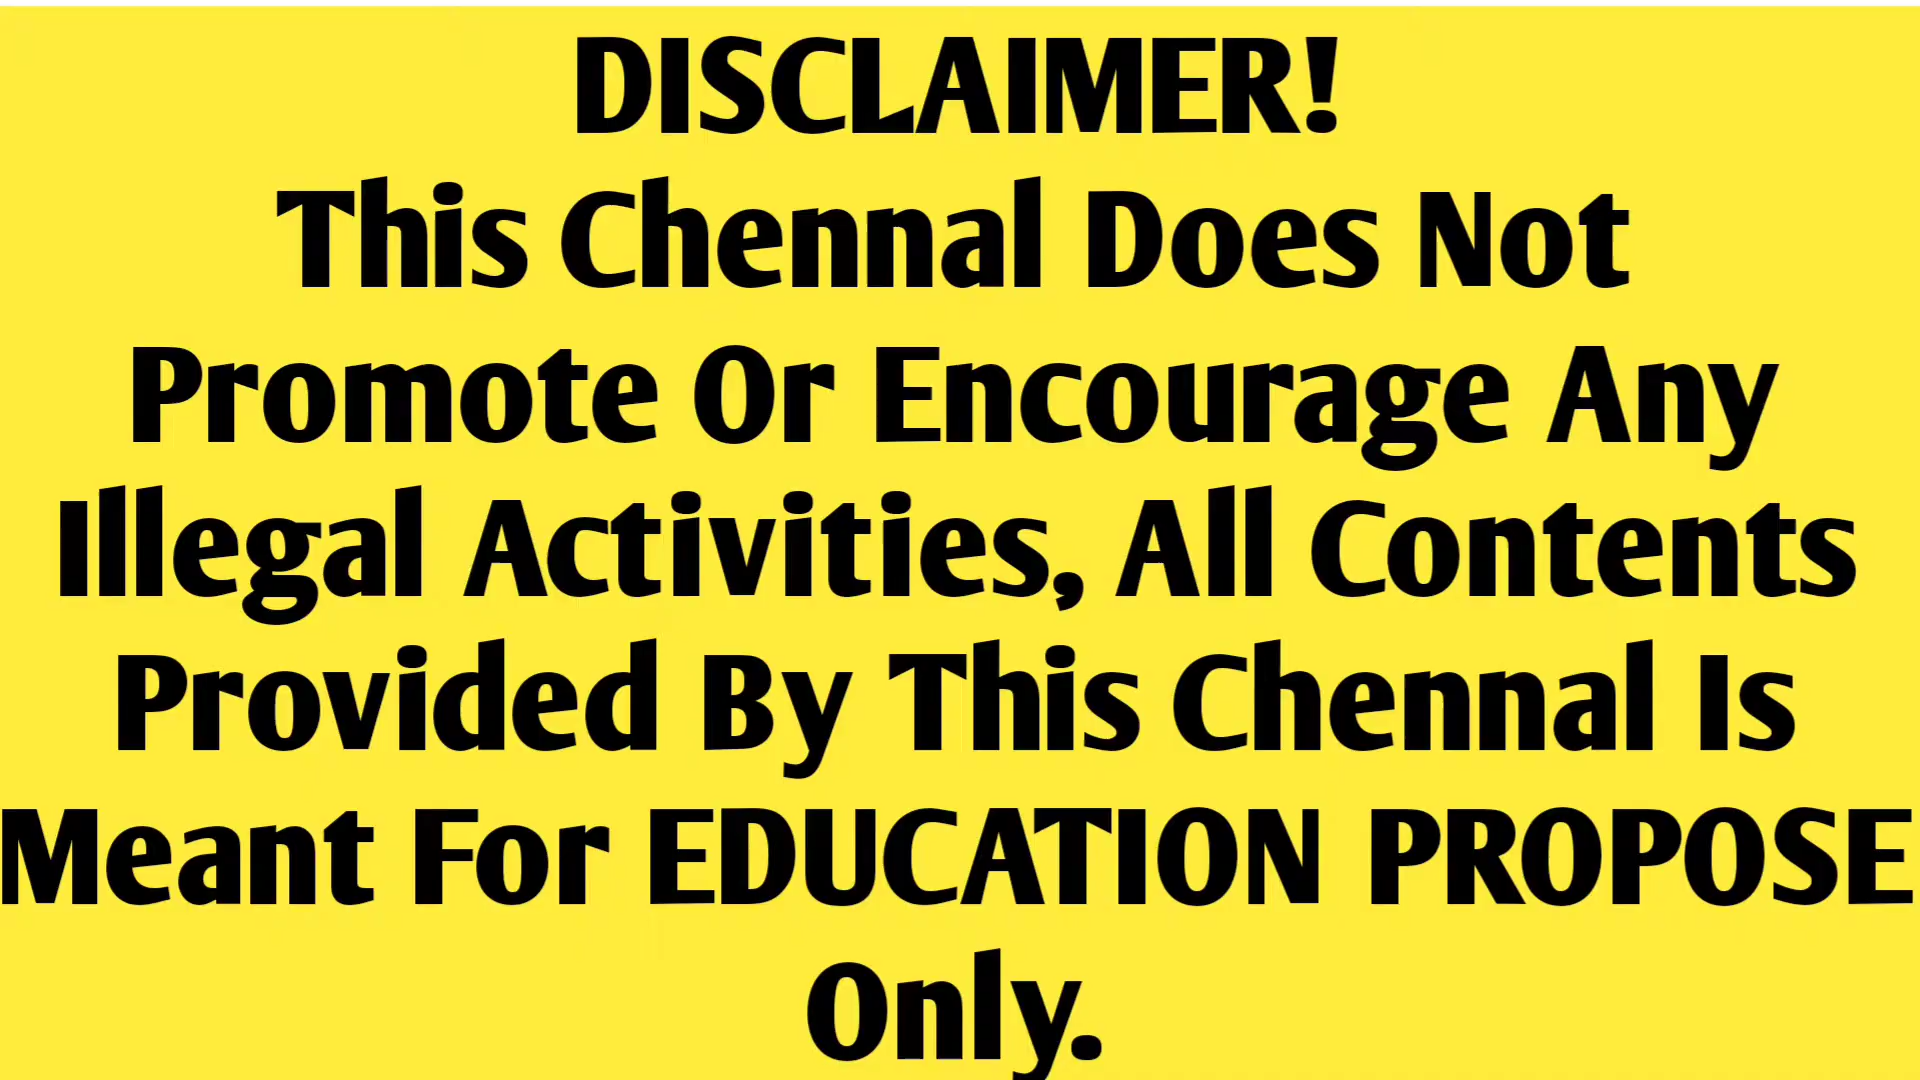 DISCLAIMER!
This Chennal Does Not
Promote Or Encourage Any
Illegal Activities, All Contents
Provided By This Chennal Is
Meant For EDUCATION PROPOSE
Only.